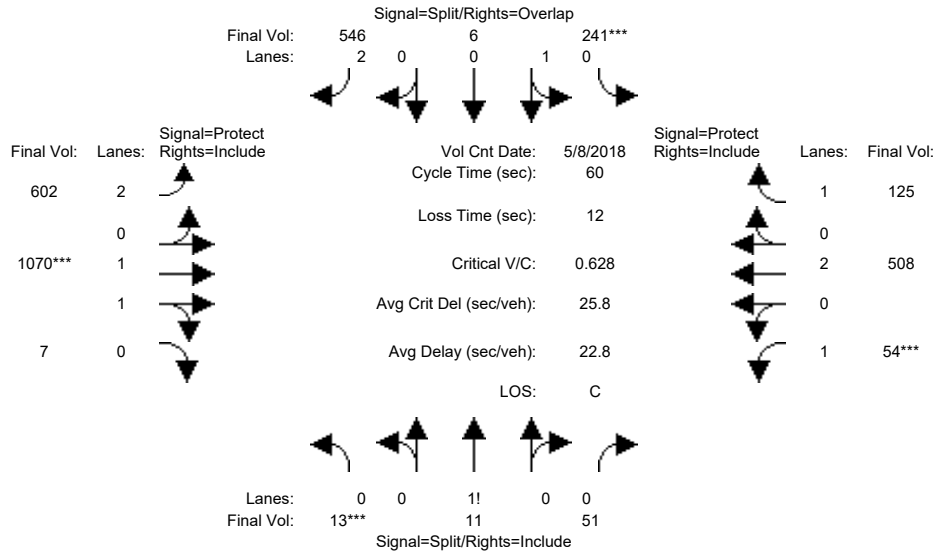 Signal=Split/Rights=Overlap
Final Vol: 546 6 241***
Lanes: 2 0 0 1 0
Signal=Protect Signal=Protect
Final Vol: Lanes: Rights=Include Vol Cnt Date: 5/8/2018 Rights=Include Lanes: Final Vol:
Cycle Time (sec): 60
602 2 1 125
Loss Time (sec): 12
0 0
1070*** 1 Critical V/C: 0.628 2 508
1 Avg Crit Del (sec/veh): 25.8 0
7 0 Avg Delay (sec/veh): 22.8 1 54***
LOS: C
Lanes: 0 0 1! 0 0
Final Vol: 13*** 11 51
Signal=Split/Rights=Include